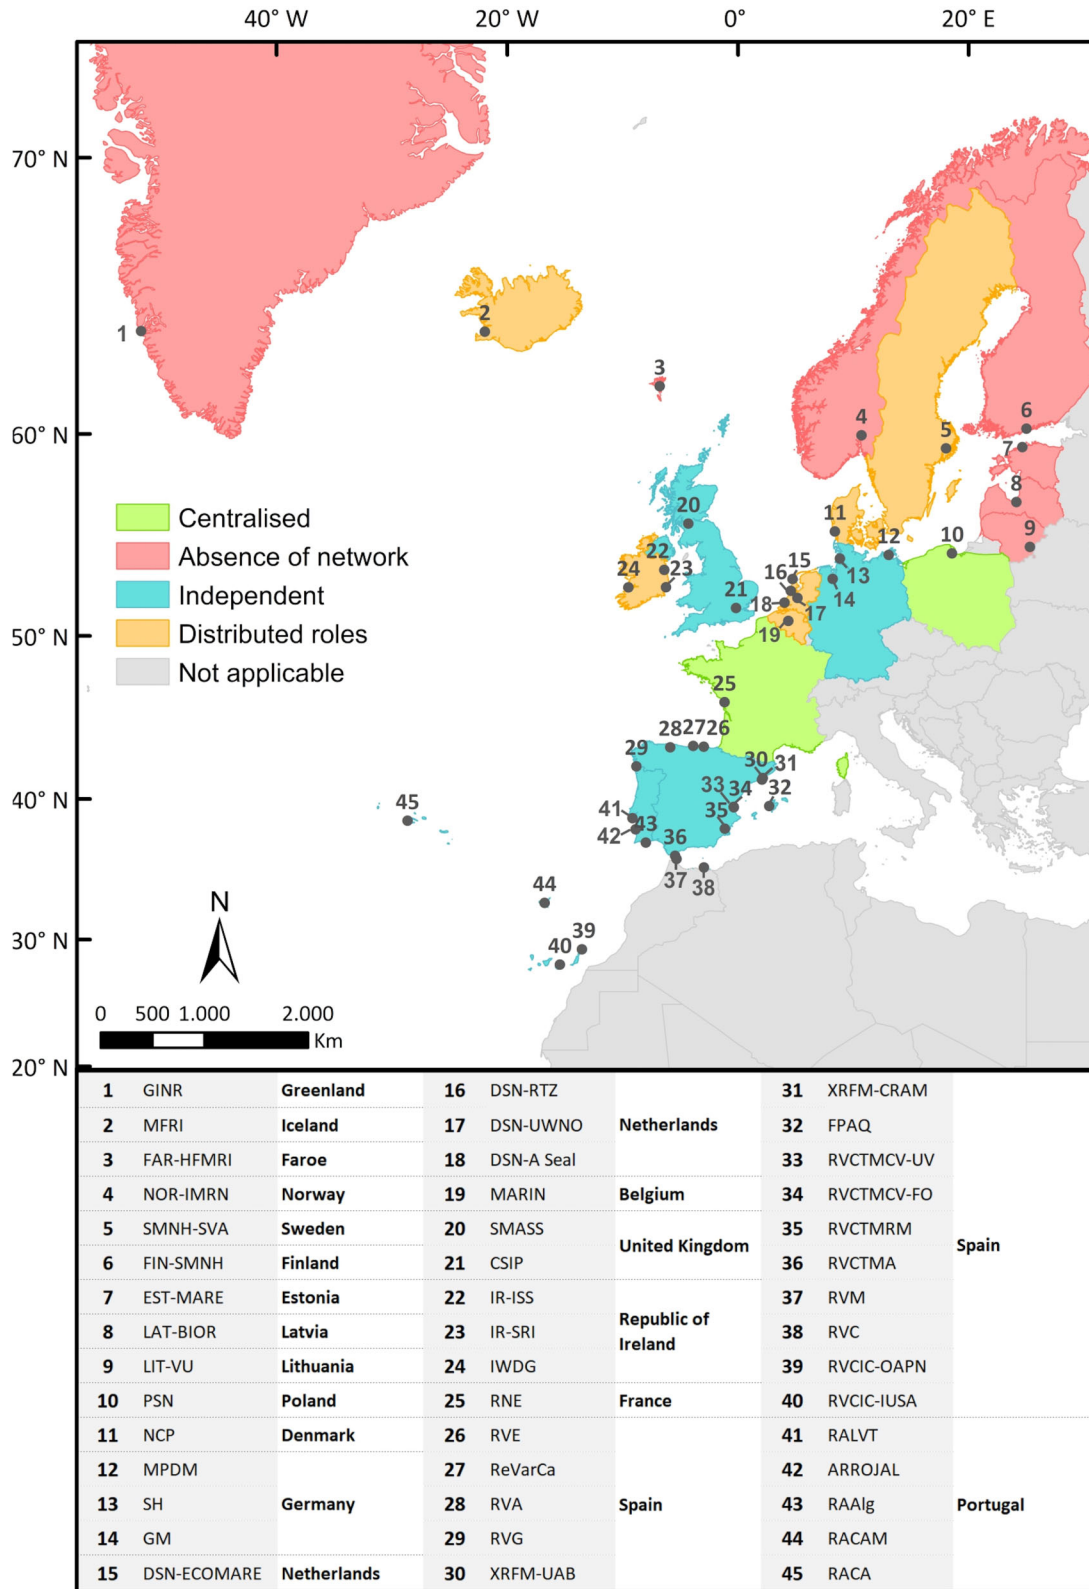 40° W 20° W 0° 20° E
70° N
60° N
50° N
40° N
30° N
20° N
1
2
3
4
5
6
7
8
9
10
11
12
13
14
15
16
17
18
19
20
21
22
23
24
25
26
27
28
29
30
31
32
33
34
35
36
37
38
39
40
41
42
43
44
45
Centralised
Absence of network
Independent
Distributed roles
Not applicable
N
0 500 1.000 2.000
Km
1 GINR Greenland
2 MFRI Iceland
3 FAR-HFMRI Faroe
4 NOR-IMRN Norway
5 SMNH-SVA Sweden
6 FIN-SMNH Finland
7 EST-MARE Estonia
8 LAT-BIOR Latvia
9 LIT-VU Lithuania
10 PSN Poland
11 NCP Denmark
12 MPDM
13 SH Germany
14 GM
15 DSN-ECOMARE Netherlands
16 DSN-RTZ
17 DSN-UWNO Netherlands
18 DSN-A Seal
19 MARIN Belgium
20 SMASS
United Kingdom
21 CSIP
22 IR-ISS
Republic of
23 IR-SRI
Ireland
24 IWDG
25 RNE France
26 RVE
27 ReVarCa
28 RVA Spain
29 RVG
30 XRFM-UAB
31 XRFM-CRAM
32 FPAQ
33 RVCTMCV-UV
34 RVCTMCV-FO
35 RVCTMRM
Spain
36 RVCTMA
37 RVM
38 RVC
39 RVCIC-OAPN
40 RVCIC-IUSA
41 RALVT
42 ARROJAL
43 RAAlg Portugal
44 RACAM
45 RACA